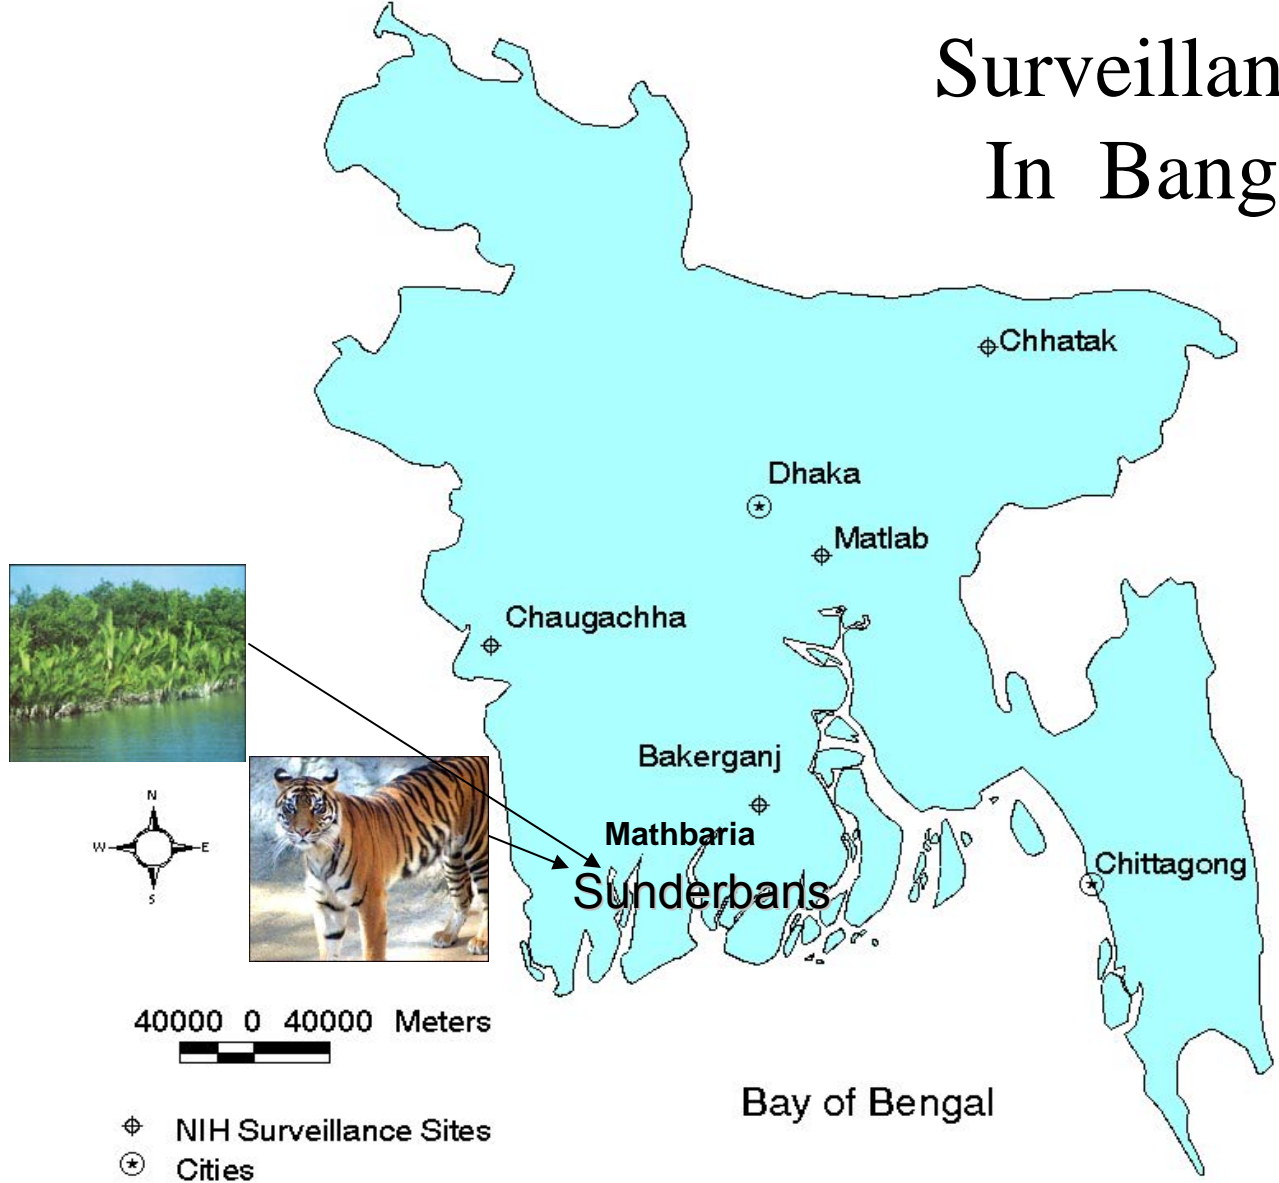 Surveillan
In Bang
Chhatak
Dhaka
Matlab
Chaugachha
Bakerganj
Mathbaria
Sunderbans
Chittagong
N
W
E
S
40000 0 40000 Meters
Bay of Bengal
NIH Surveillance Sites
Cities